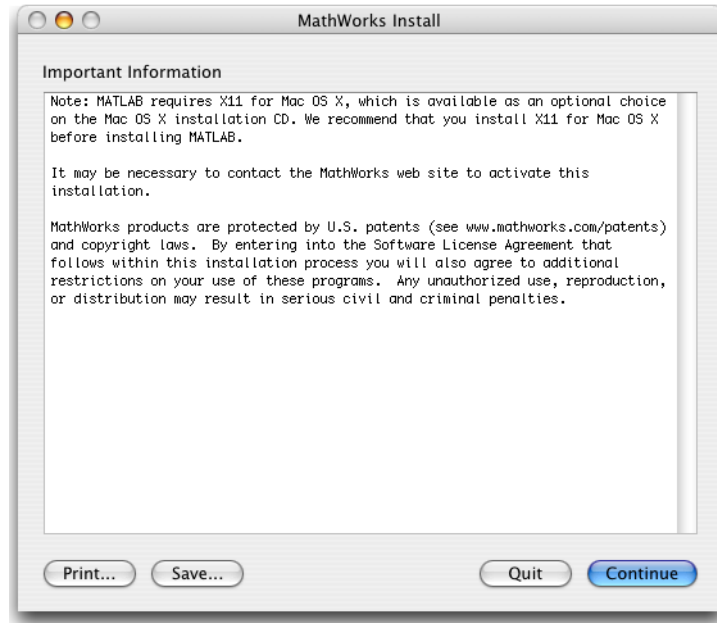 MathWorks Install
Important Information
Note: MATLAB requires X11 for Mac OS X, which is available as an optional choice
on the Mac OS X installation CD. We recommend that you install X11 for Mac OS X
before installing MATLAB.
It may be necessary to contact the MathWorks web site to activate this
installation.
MathWorks products are protected by U.S. patents (see www.mathworks.com/patents)
and copyright laws.  By entering into the Software License Agreement that
follows within this installation process you will also agree to additional
restrictions on your use of these programs.  Any unauthorized use, reproduction,
or distribution may result in serious civil and criminal penalties.
Print... Save... Quit Continue